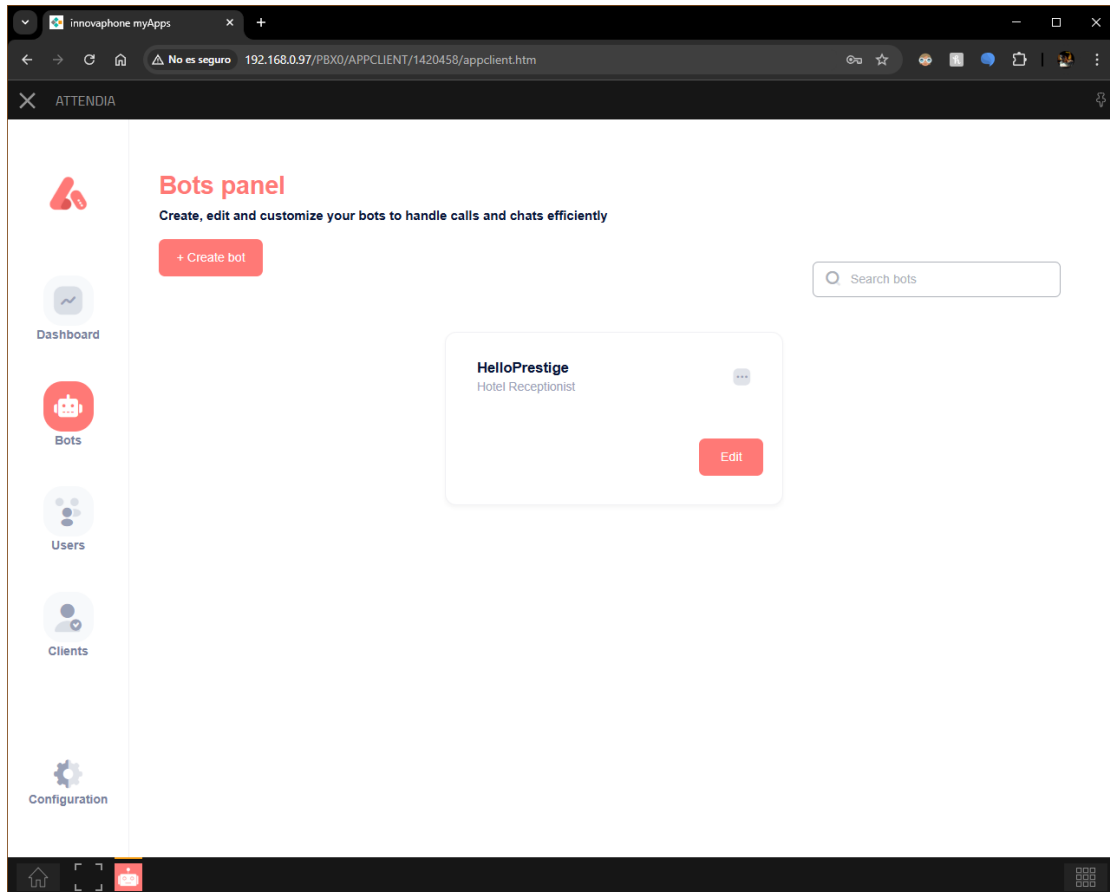 innovaphone myApps
No es seguro
192.168.0.97/PBX0/APPCLIENT/1420458/appclient.htm
ATTENDIA
Bots panel
Create, edit and customize your bots to handle calls and chats efficiently
+ Create bot
Search bots
Dashboard
HelloPrestige
Hotel Receptionist
Bots
Edit
Users
Clients
Configuration